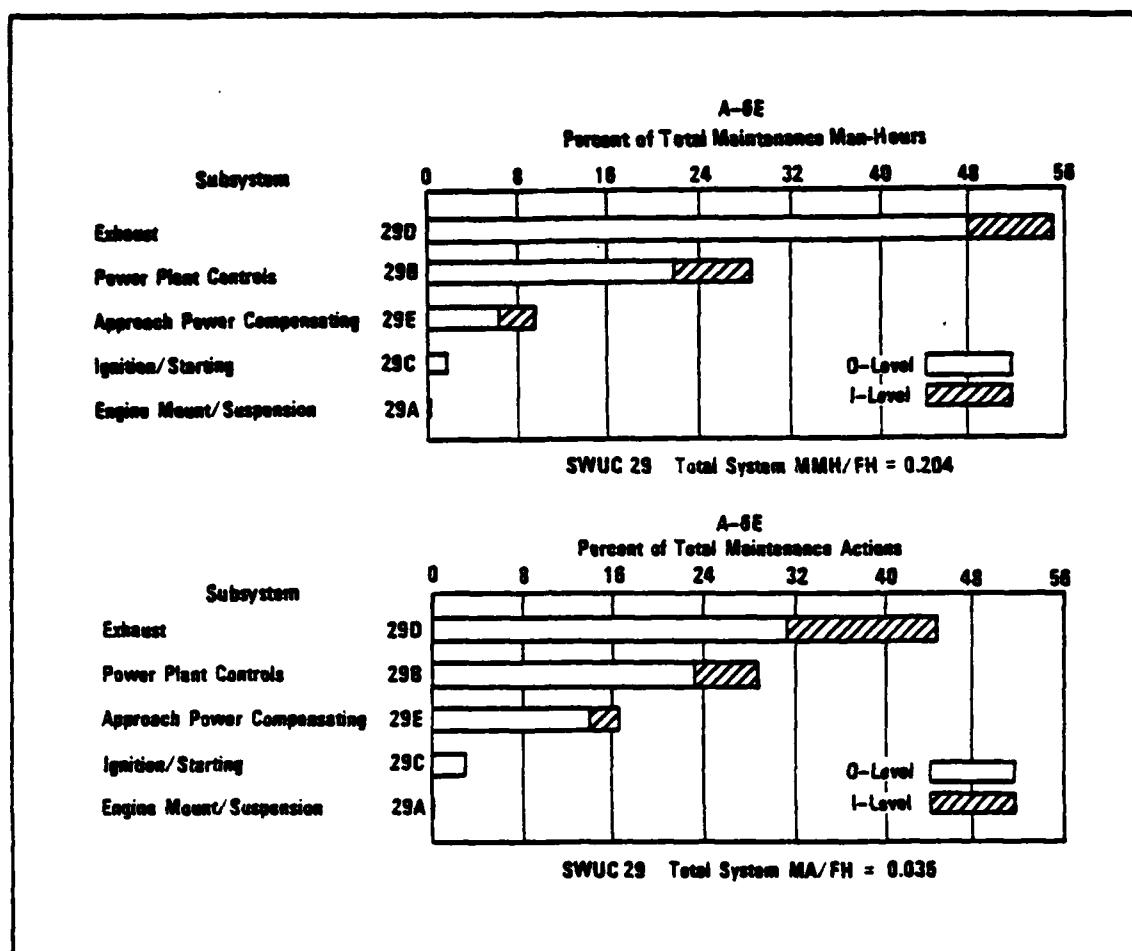 A-6E
Percent of Total Maintenance Man-Hours
Subsystem 0 8 16 24 32 40 48 56
Exhaust 29D
Power Plant Controls 29B
Approach Power Compensating 29E
Ignition/Starting 29C
O-Level
Engine Mount/Suspension 29A
I-Level
SWUC 29 Total System MMH/FH = 0.204
A-6E
Percent of Total Maintenance Actions
0 8 16 24 32 40 48 56
Subsystem
Exhaust 29D
Power Plant Controls 29B
Approach Power Compensating 29E
Ignition/Starting 29C
O-Level
Engine Mount/Suspension 29A
I-Level
SWUC 29 Total System MA/FH = 0.035